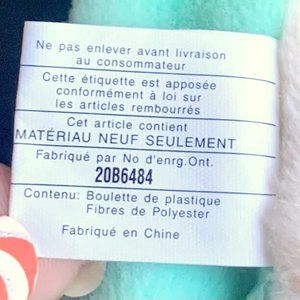 Ne pas enlever avant livraison
au consommateur
Cette étiquette est apposée
conformément à loi sur
les articles rembourrés
Cet article contient
MATÉRIAU NEUF SEULEMENT
Fabriqué par No d'enrg.Ont.
20B6484
Contenu: Boulette de plastique
Fibres de Polyester
Fabriqué en Chine